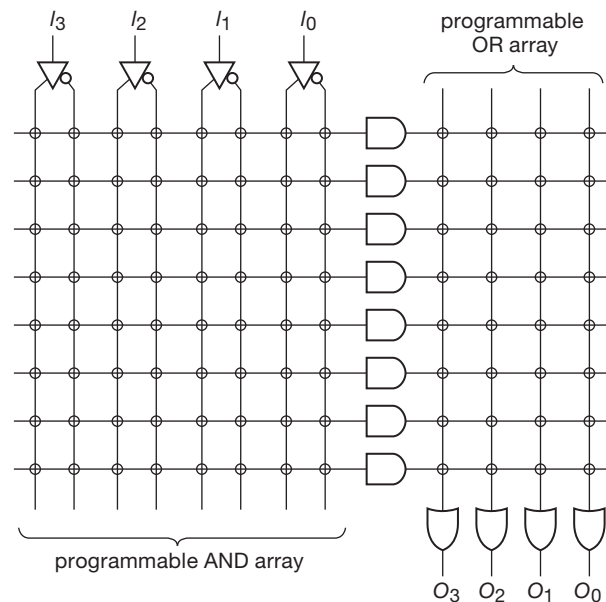 I3 I2 I1 I0
programmable
OR array
programmable AND array
O3 O2 O1 O0